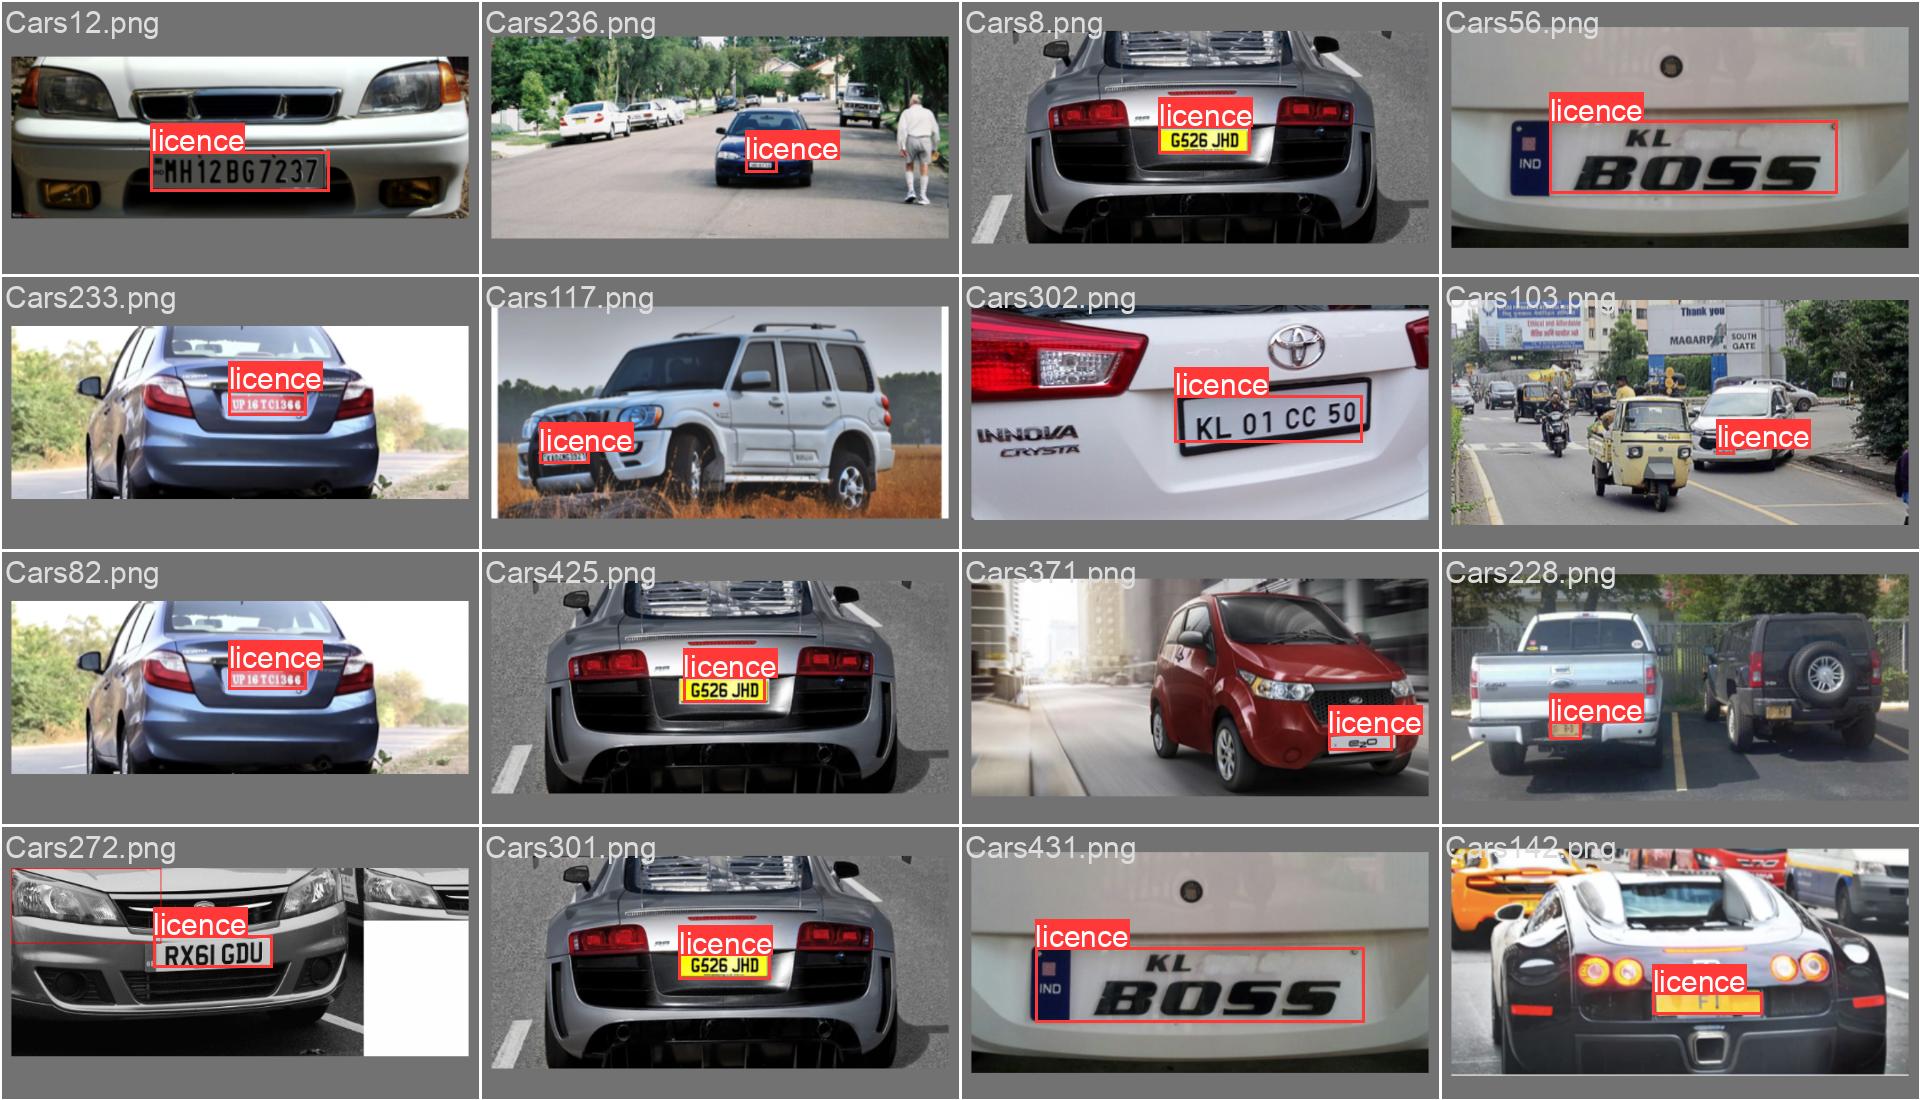 Cars12.png
licence
MH12BG7237
IND
Cars236.png
licence
Cars8.png
licence
G526 JHD
Cars56.png
licence
IND
KL
BOSS
Cars233.png
licence
UP16TC1366
Cars117.png
licence
Cars302.png
licence
KL 01 CC 50
INNOVA
CRYSTA
Cars103.png
Thank you
MAGARPAT
SOUTH
GATE
licence
Cars82.png
licence
UP16TC1366
Cars425.png
licence
G526 JHD
Cars371.png
licence
e2o
Cars228.png
licence
Cars272.png
licence
RX61 GDU
Cars301.png
licence
G526 JHD
Cars431.png
licence
IND
KL
BOSS
Cars142.png
licence
F1